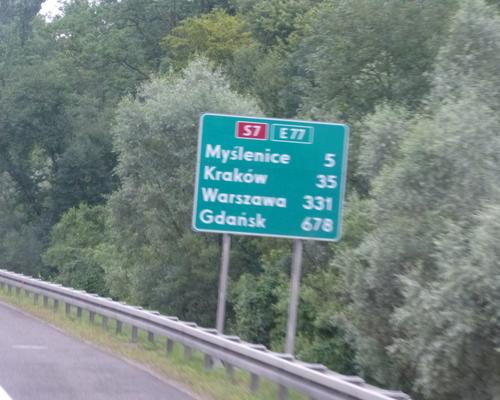 S7 E77
Myślenice 5
Kraków 35
Warszawa 331
Gdańsk 678